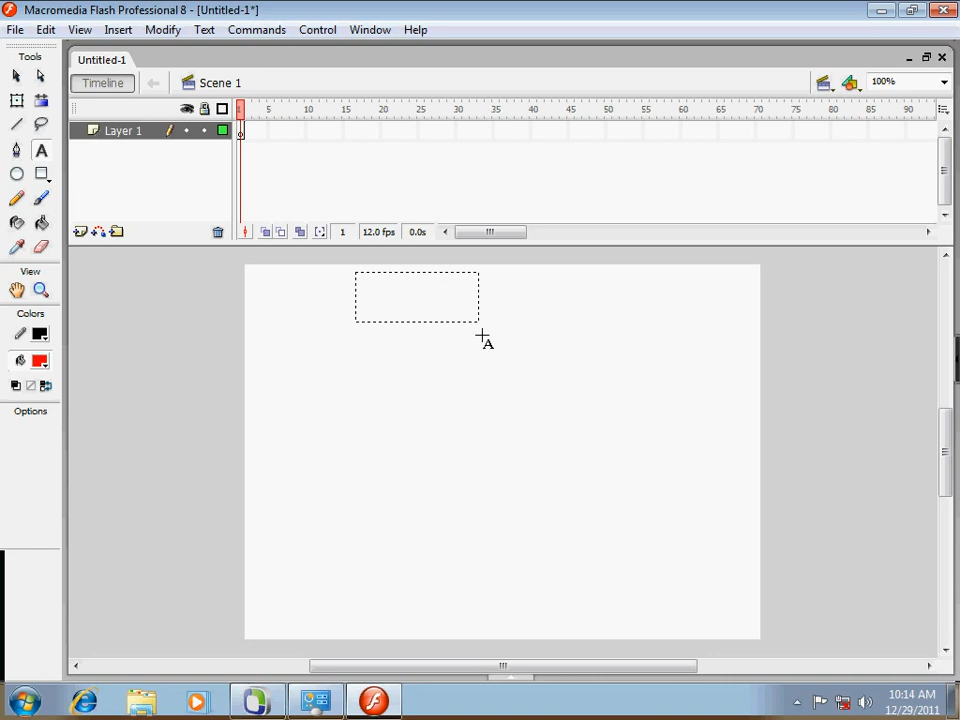 Macromedia Flash Professional 8 - [Untitled-1*]
File Edit View Insert Modify Text Commands Control Window Help
Tools
Untitled-1
Timeline
Scene 1
100%
1 5 10 15 20 25 30 35 40 45 50 55 60 65 70 75 80 85 90
Layer 1
A
1 12.0 fps 0.0s
View
Colors
Options
A
10:14 AM
12/29/2011